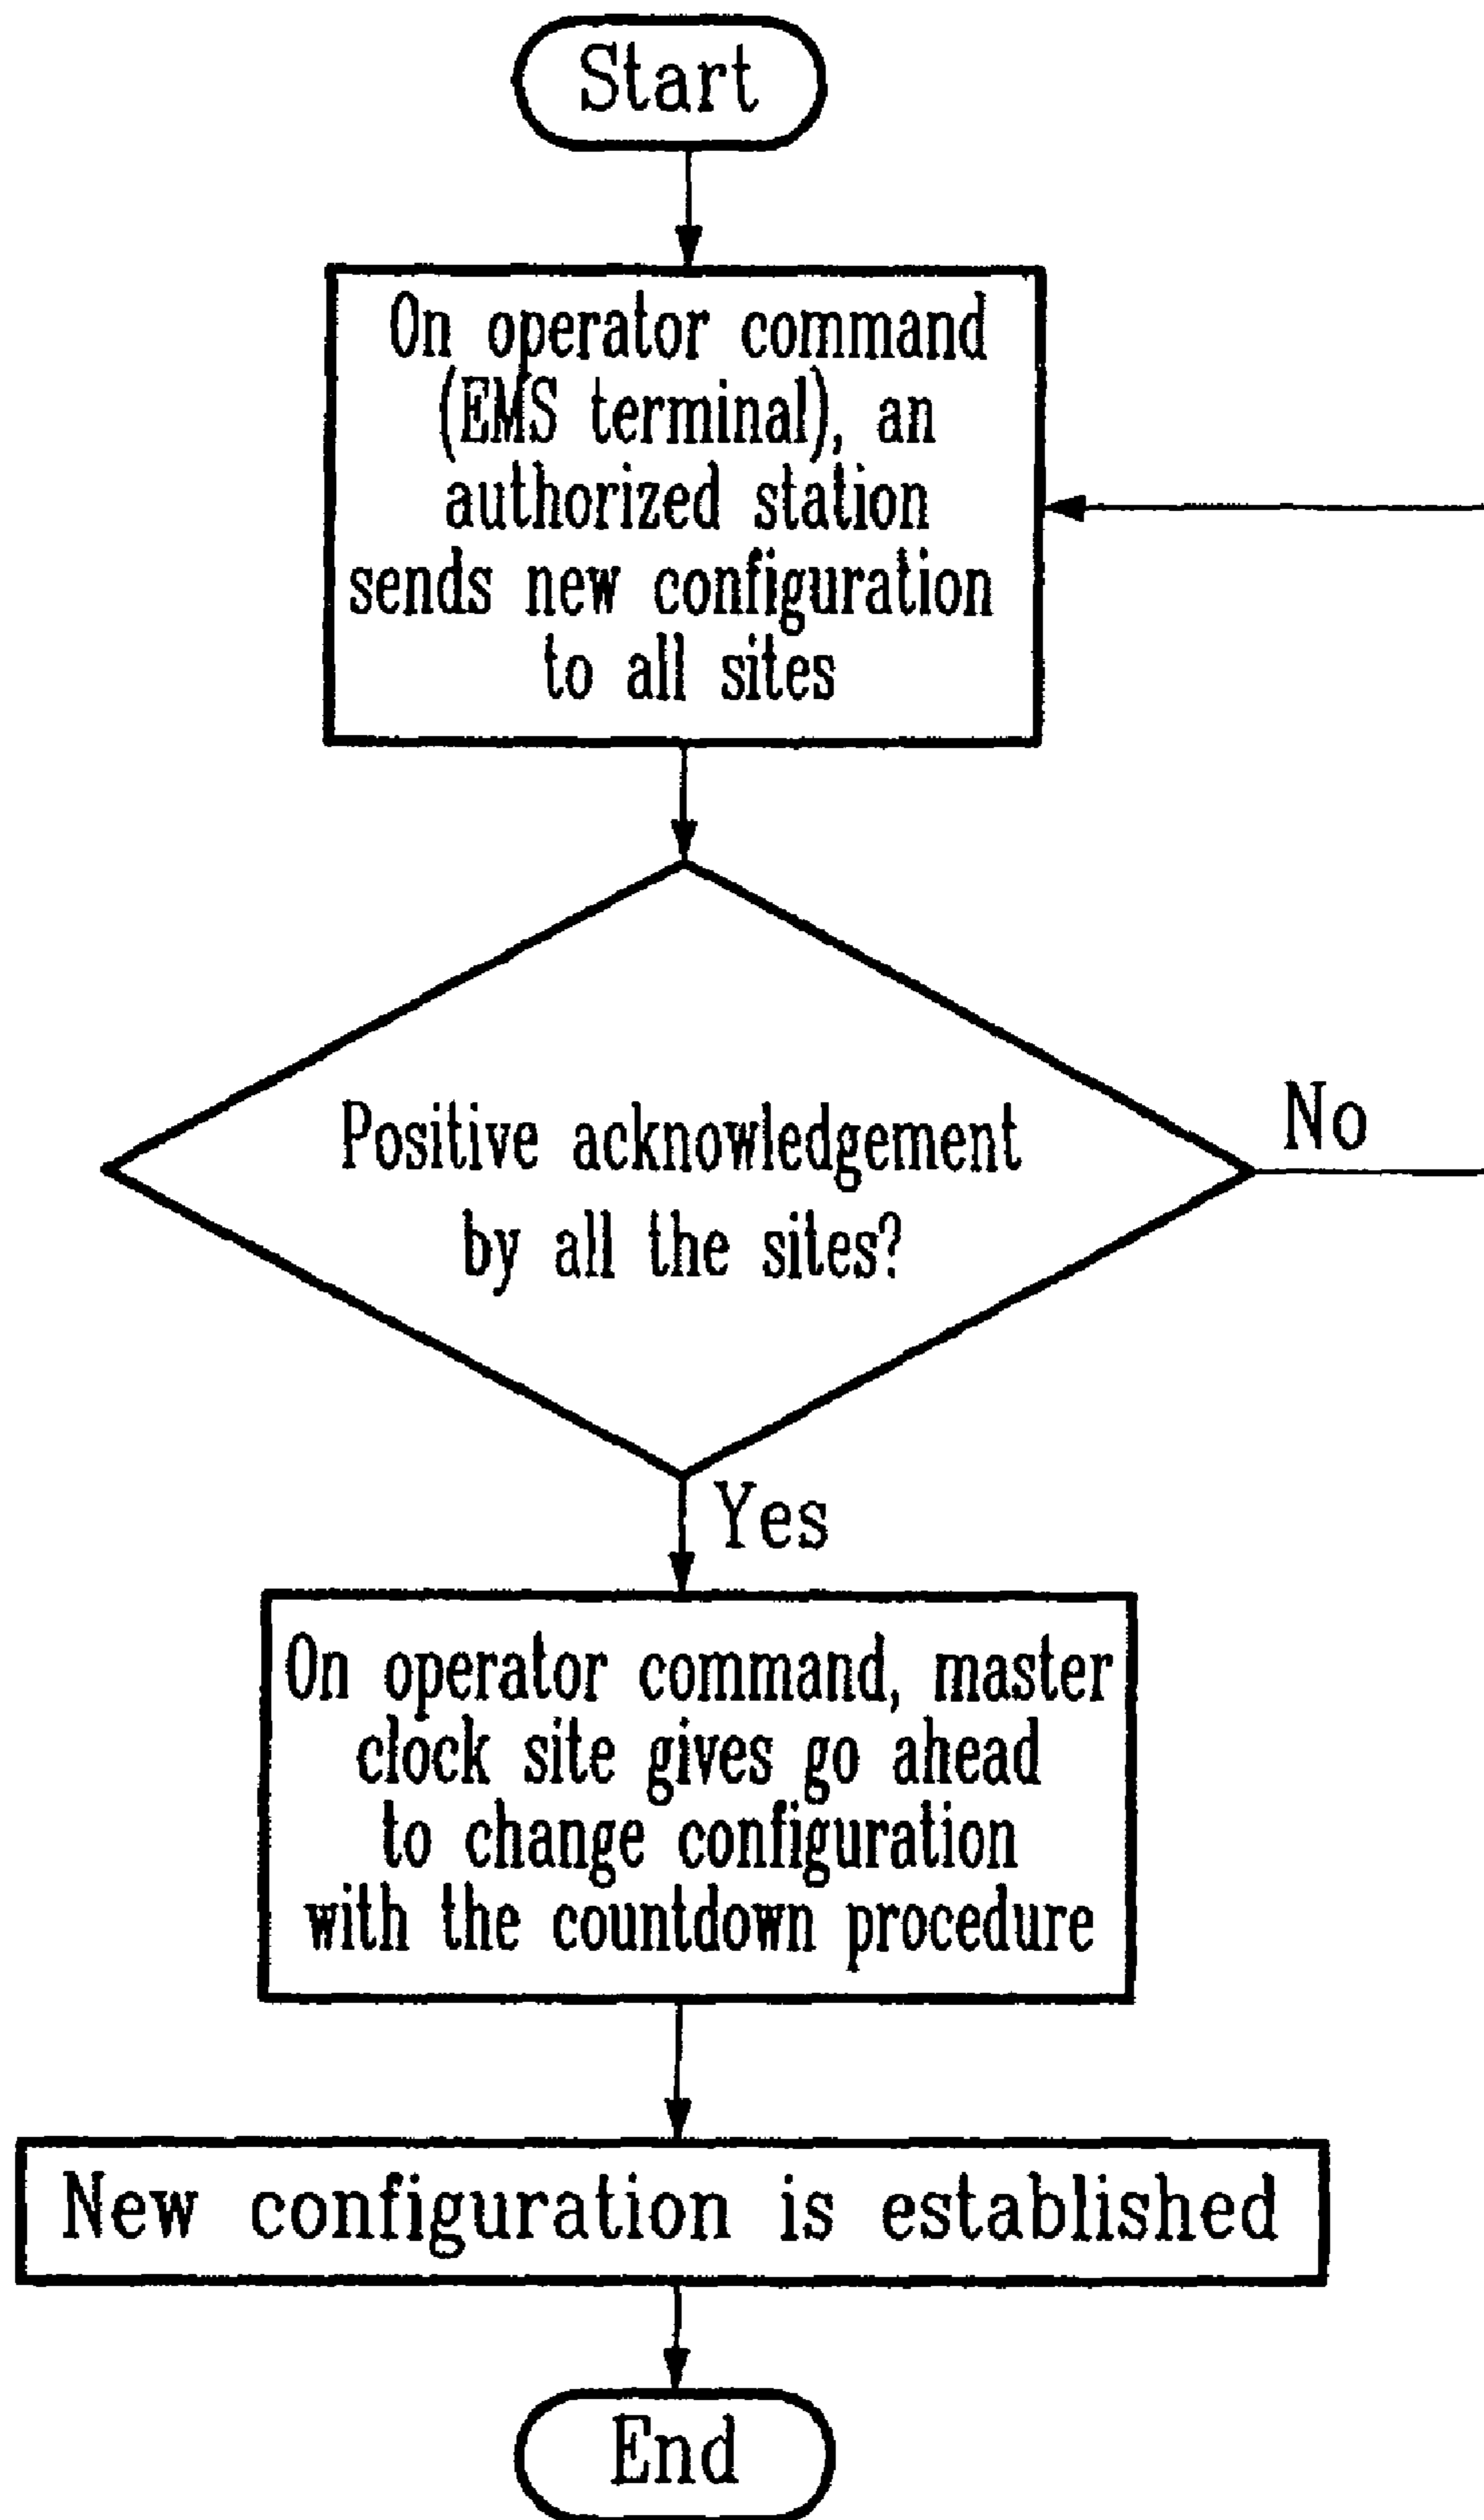 Start
On operator command
(EMS terminal), an
authorized station
sends new configuration
to all sites
Positive acknowledgement
by all the sites?
No
Yes
On operator command, master
clock site gives go ahead
to change configuration
with the countdown procedure
New configuration is established
End